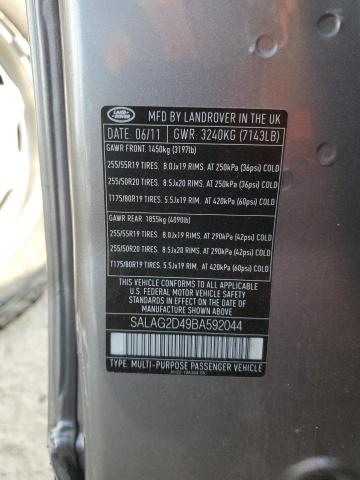 LAND ROVER
MFD BY LANDROVER IN THE UK
DATE: 06/11 GWR: 3240KG (7143LB)
GAWR FRONT: 1450kg (3197lb)
255/55R19 TIRES. 8.0Jx19 RIMS. AT 250kPA (36psi) COLD
255/50R20 TIRES. 8.5Jx20 RIMS. AT 250kPA (36psi) COLD
T175/80R19 TIRES. 5.5Jx19 RIM. AT 420kPA (60psi) COLD
GAWR REAR: 1855kg (4090lb)
255/55R19 TIRES. 8.0Jx19 RIMS. AT 290kPA (42psi) COLD
255/50R20 TIRES. 8.5Jx20 RIMS. AT 290kPA (42psi) COLD
T175/80R19 TIRES. 5.5Jx19 RIM. AT 420kPA (60psi) COLD
THIS VEHICLE CONFORMS TO ALL APPLICABLE
U.S. FEDERAL MOTOR VEHICLE SAFETY STANDARDS
IN EFFECT ON THE DATE OF
MANUFACTURE SHOWN ABOVE.
SALAG2D49BA592044
TYPE: MULTI-PURPOSE PASSENGER VEHICLE